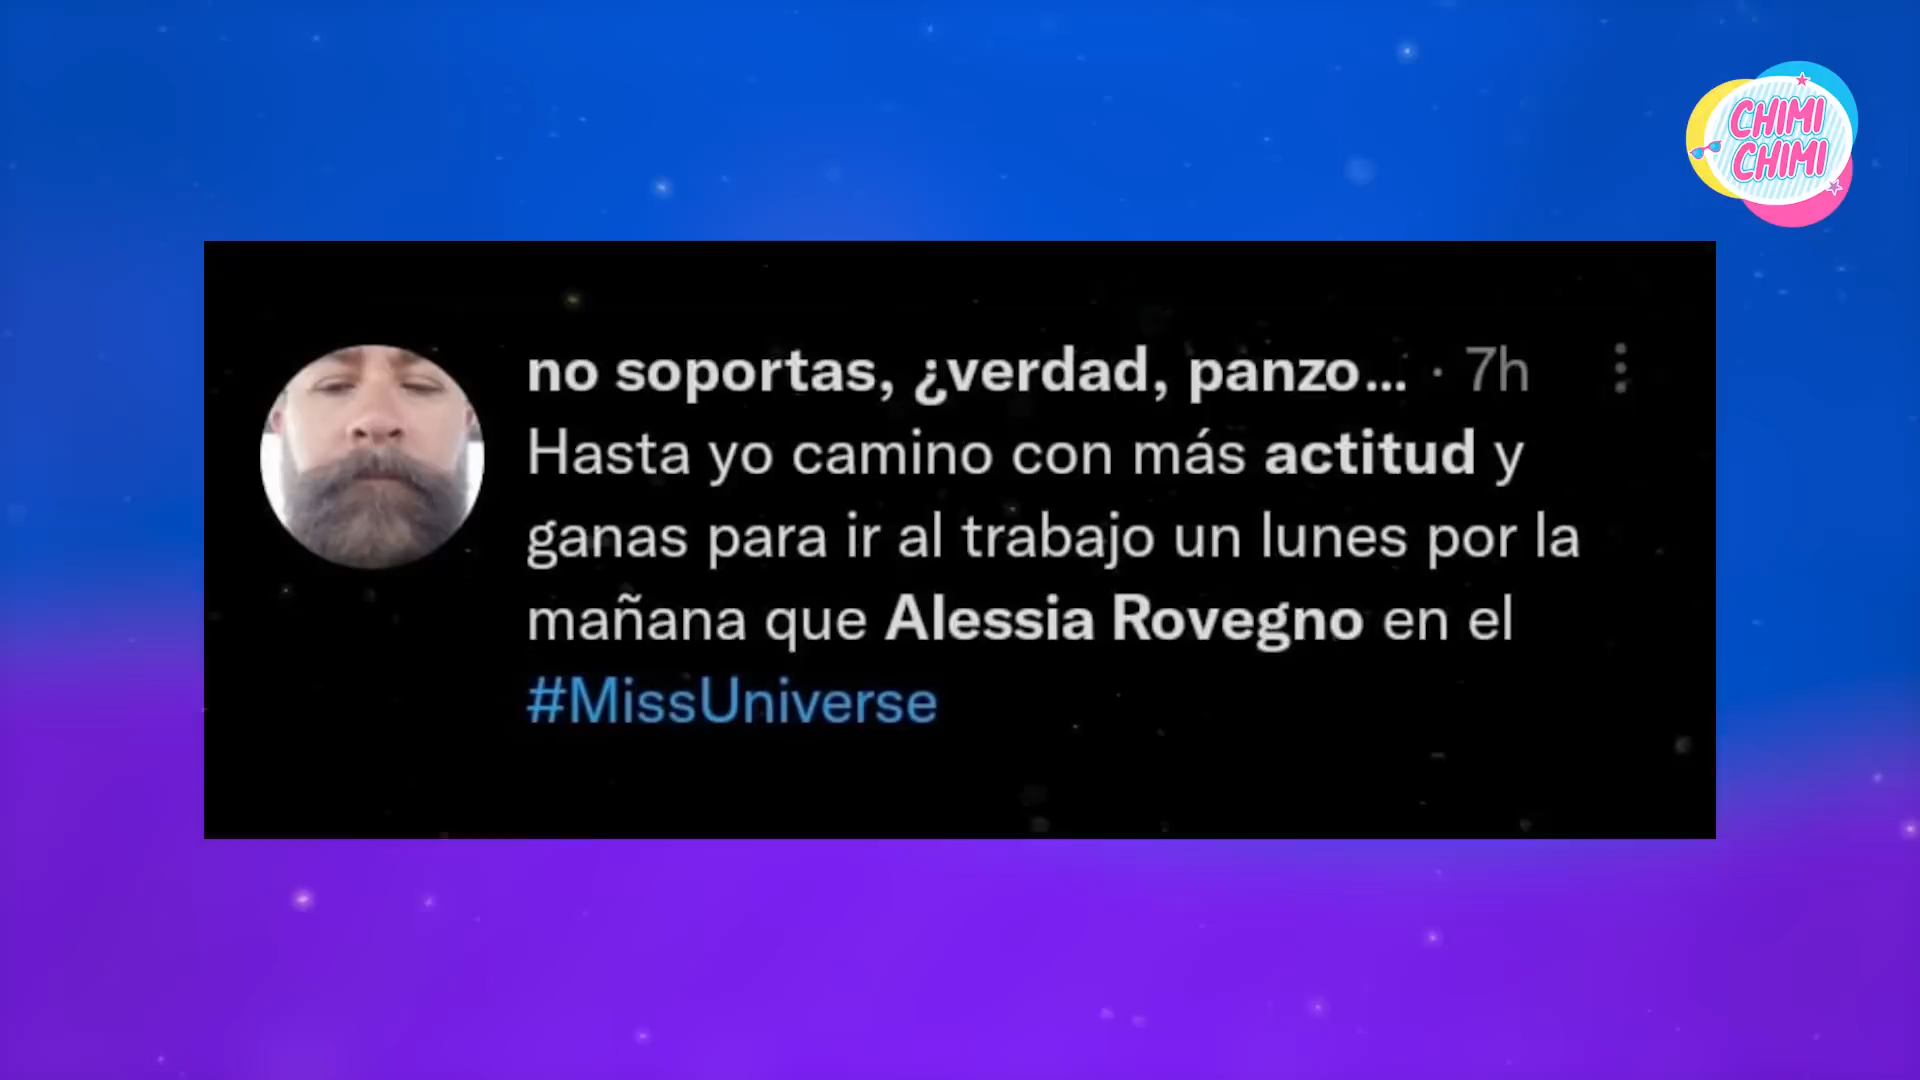 CHIMI
CHIMI
no soportas, ¿verdad, panzo... · 7h
Hasta yo camino con más actitud y
ganas para ir al trabajo un lunes por la
mañana que Alessia Rovegno en el
#MissUniverse